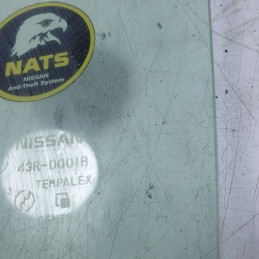 NATS
NISSAN
Anti-Theft System
NISSAN
43R-00018
TEMPALEX